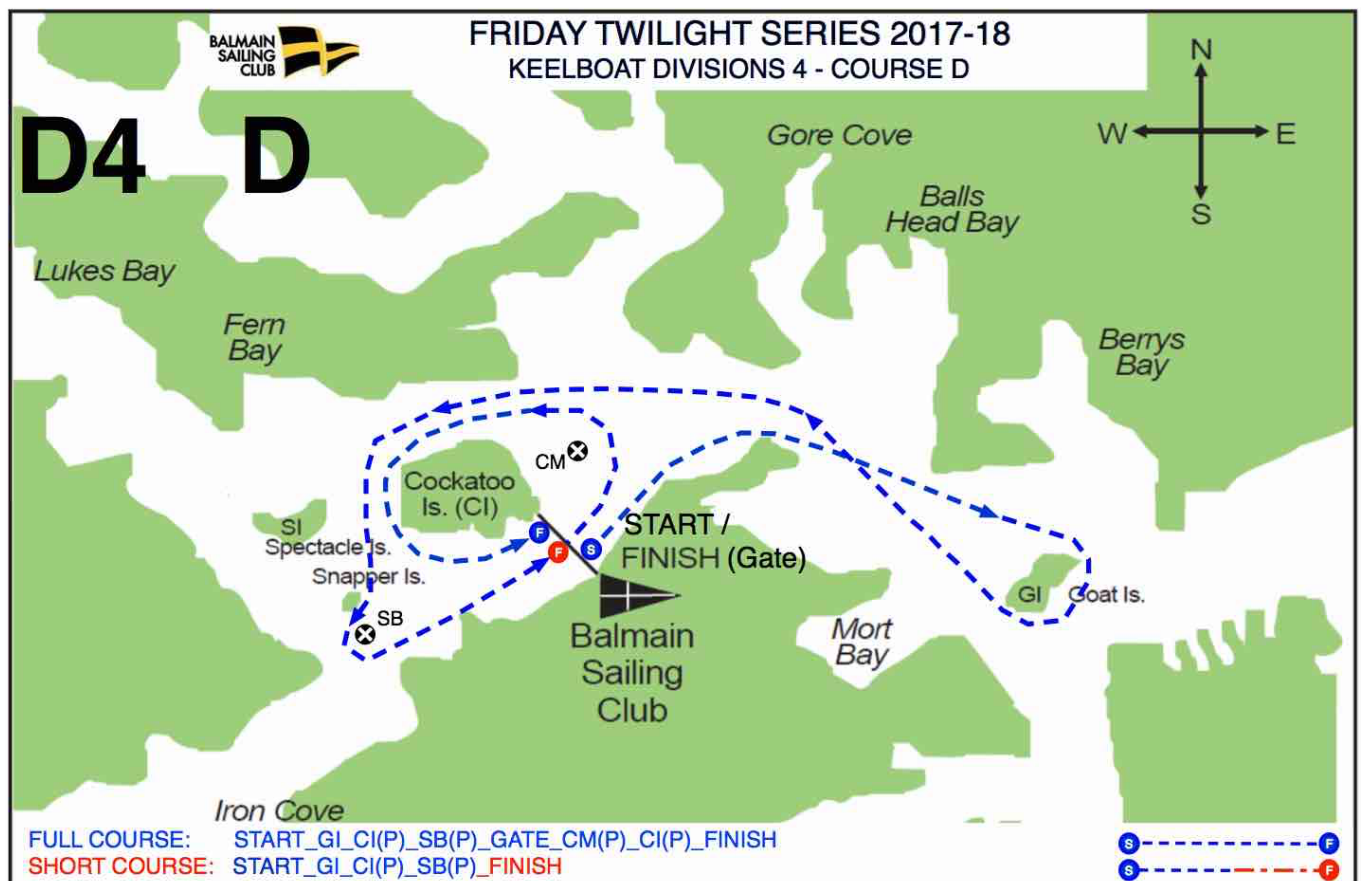 BALMAIN
SAILING
CLUB
FRIDAY TWILIGHT SERIES 2017-18
KEELBOAT DIVISIONS 4 - COURSE D
N
W
E
S
D4
D
Gore Cove
Balls
Head Bay
Lukes Bay
Fern
Bay
Berrys
Bay
CM
Cockatoo
Is. (CI)
SI
Spectacle Is.
Snapper Is.
SB
F
F
S
START /
FINISH (Gate)
GI
Goat Is.
Balmain
Sailing
Club
Mort
Bay
Iron Cove
FULL COURSE: START_GI_CI(P)_SB(P)_GATE_CM(P)_CI(P)_FINISH
S
F
SHORT COURSE: START_GI_CI(P)_SB(P)_FINISH
S
F